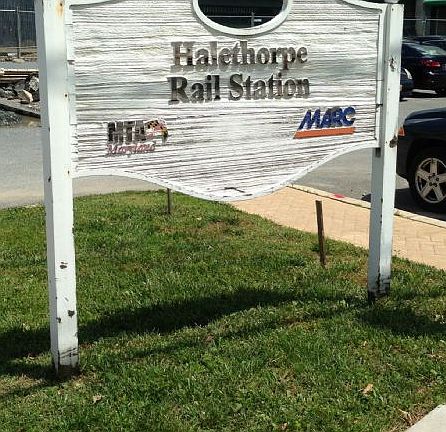 Halethorpe
Rail Station
MTA
Maryland
MARC